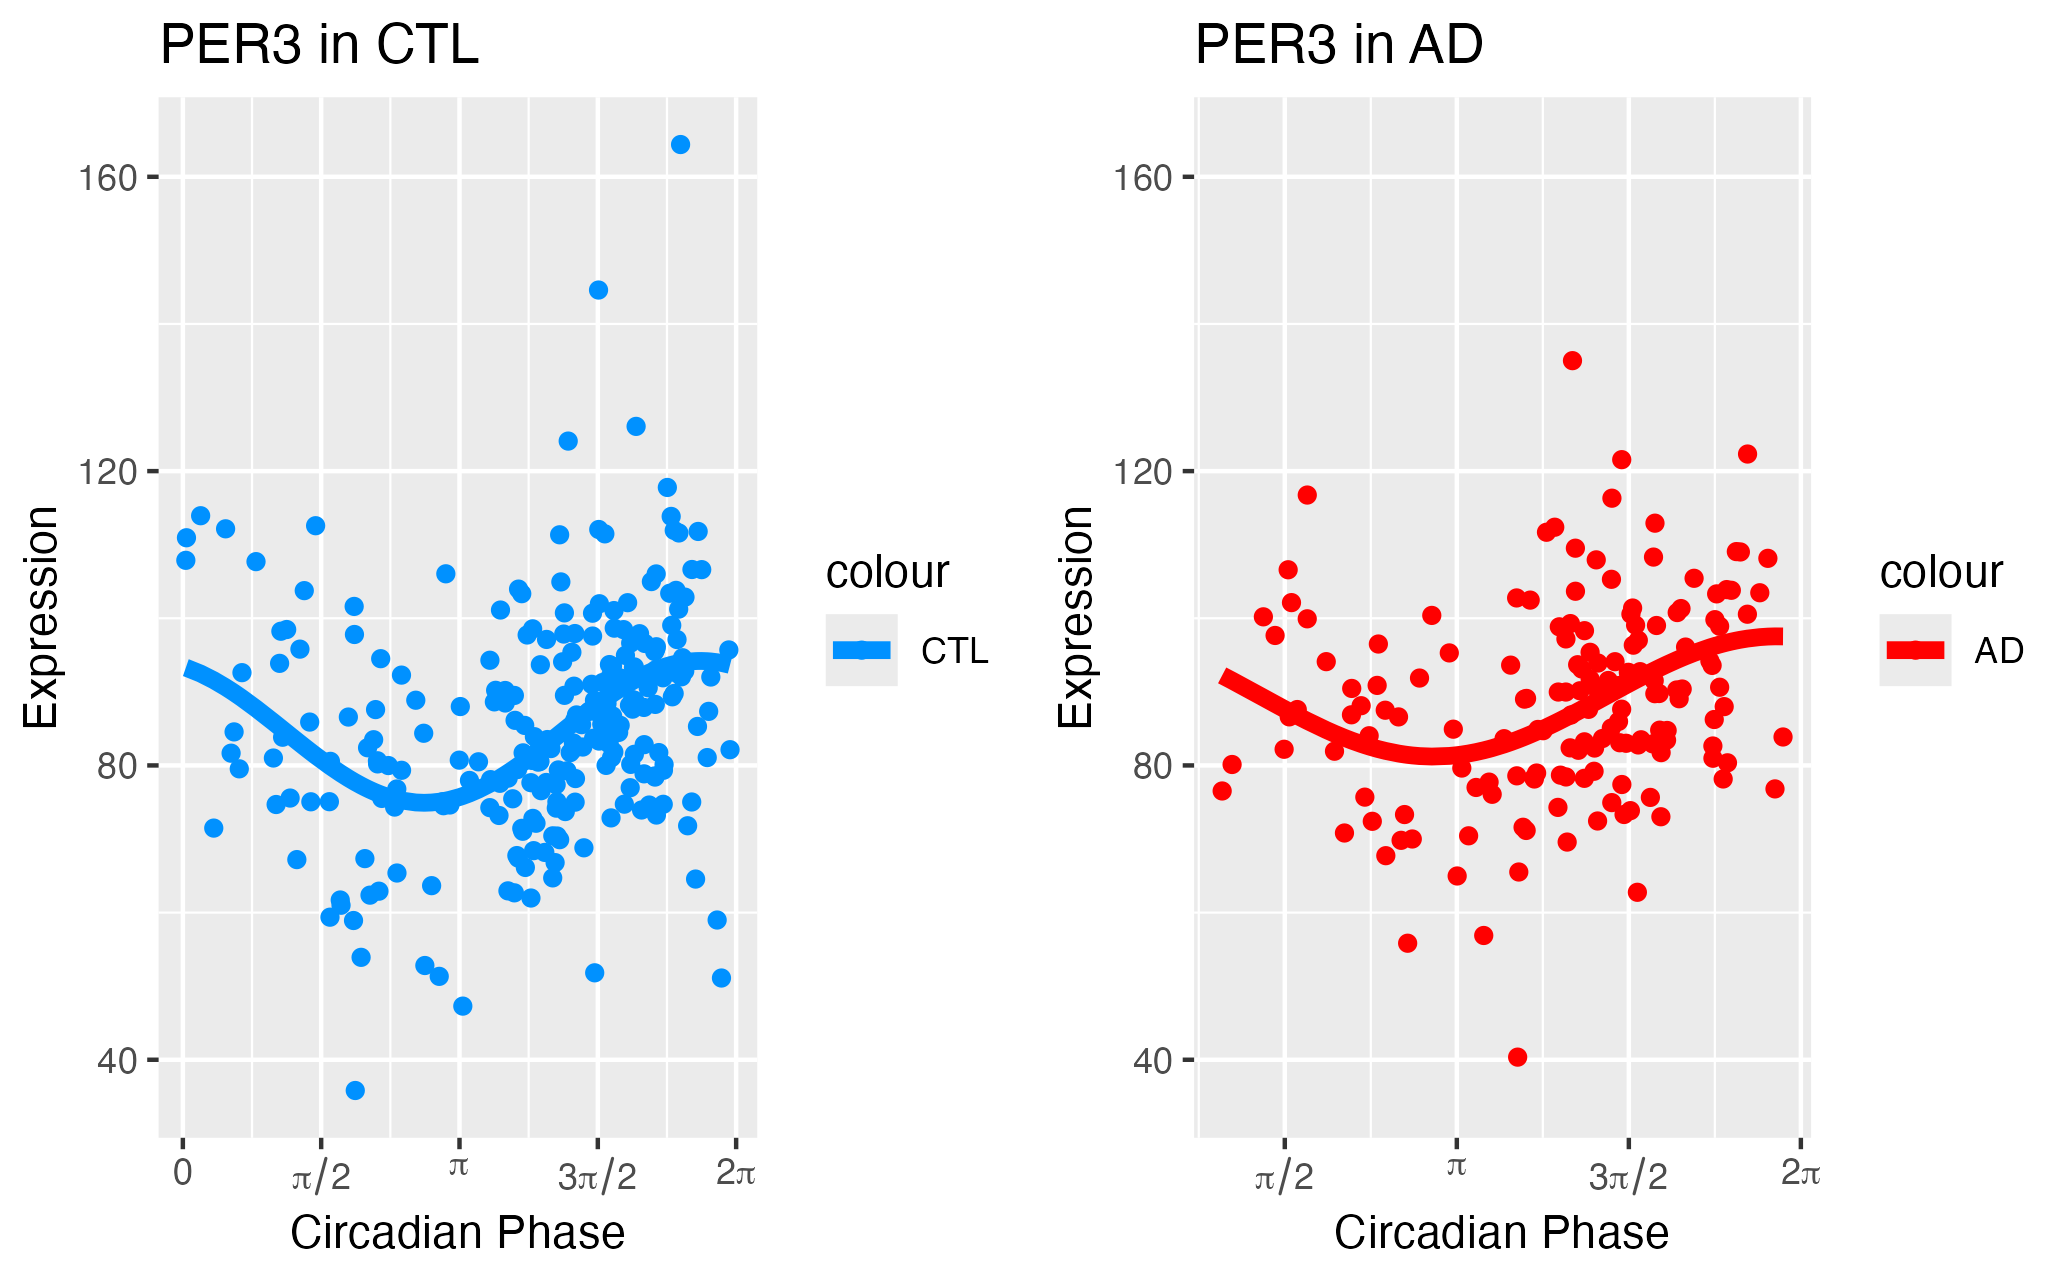 PER3 in CTL
160
120
80
40
Expression
0
π/2
π
3π/2
2π
Circadian Phase
colour
CTL
PER3 in AD
160
120
80
40
Expression
π/2
π
3π/2
2π
Circadian Phase
colour
AD